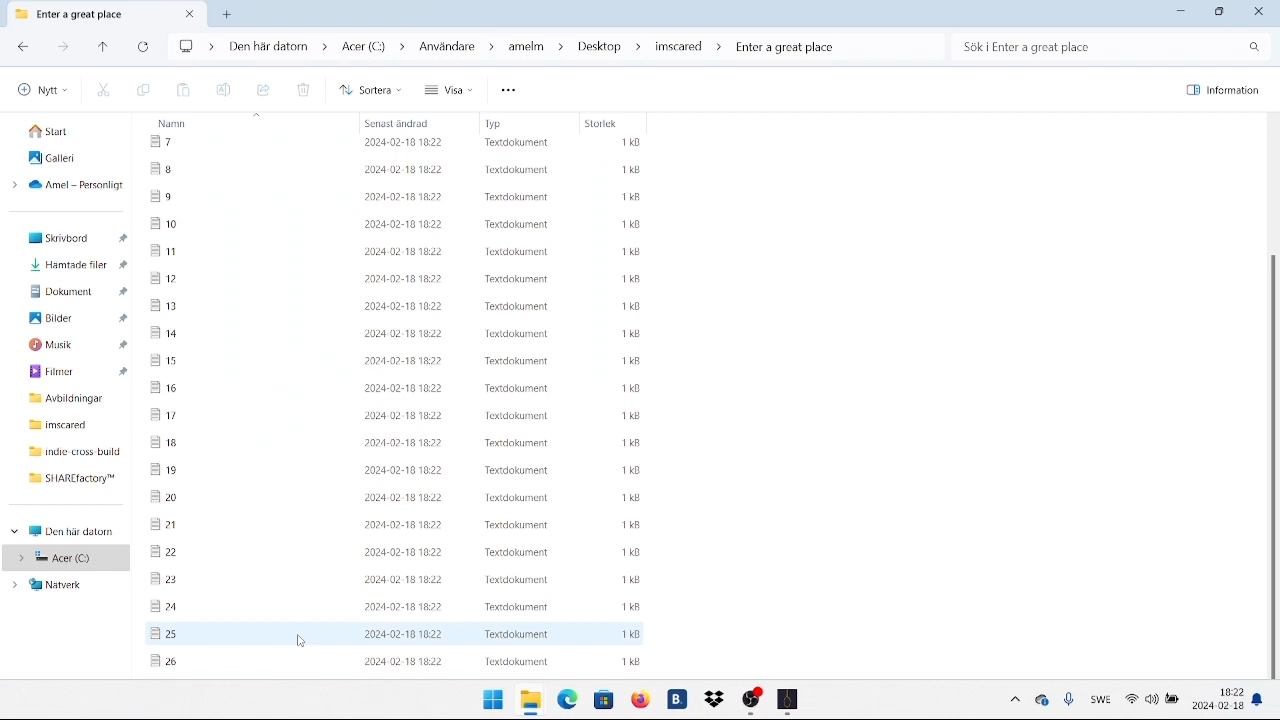 Enter a great place
Den här datorn Acer (C:) Användare amelm Desktop imscared Enter a great place Sök i Enter a great place
Nytt Sortera Visa Information
Namn Senast ändrad Typ Storlek
Start
Galleri
Amel – Personligt
Skrivbord
Hämtade filer
Dokument
Bilder
Musik
Filmer
Avbildningar
imscared
indie-cross-build
SHAREfactory™
Den här datorn
Acer (C:)
Nätverk
7 2024-02-18 18:22 Textdokument 1 kB
8 2024-02-18 18:22 Textdokument 1 kB
9 2024-02-18 18:22 Textdokument 1 kB
10 2024-02-18 18:22 Textdokument 1 kB
11 2024-02-18 18:22 Textdokument 1 kB
12 2024-02-18 18:22 Textdokument 1 kB
13 2024-02-18 18:22 Textdokument 1 kB
14 2024-02-18 18:22 Textdokument 1 kB
15 2024-02-18 18:22 Textdokument 1 kB
16 2024-02-18 18:22 Textdokument 1 kB
17 2024-02-18 18:22 Textdokument 1 kB
18 2024-02-18 18:22 Textdokument 1 kB
19 2024-02-18 18:22 Textdokument 1 kB
20 2024-02-18 18:22 Textdokument 1 kB
21 2024-02-18 18:22 Textdokument 1 kB
22 2024-02-18 18:22 Textdokument 1 kB
23 2024-02-18 18:22 Textdokument 1 kB
24 2024-02-18 18:22 Textdokument 1 kB
25 2024-02-18 18:22 Textdokument 1 kB
26 2024-02-18 18:22 Textdokument 1 kB
B.
SWE
18:22
2024-02-18